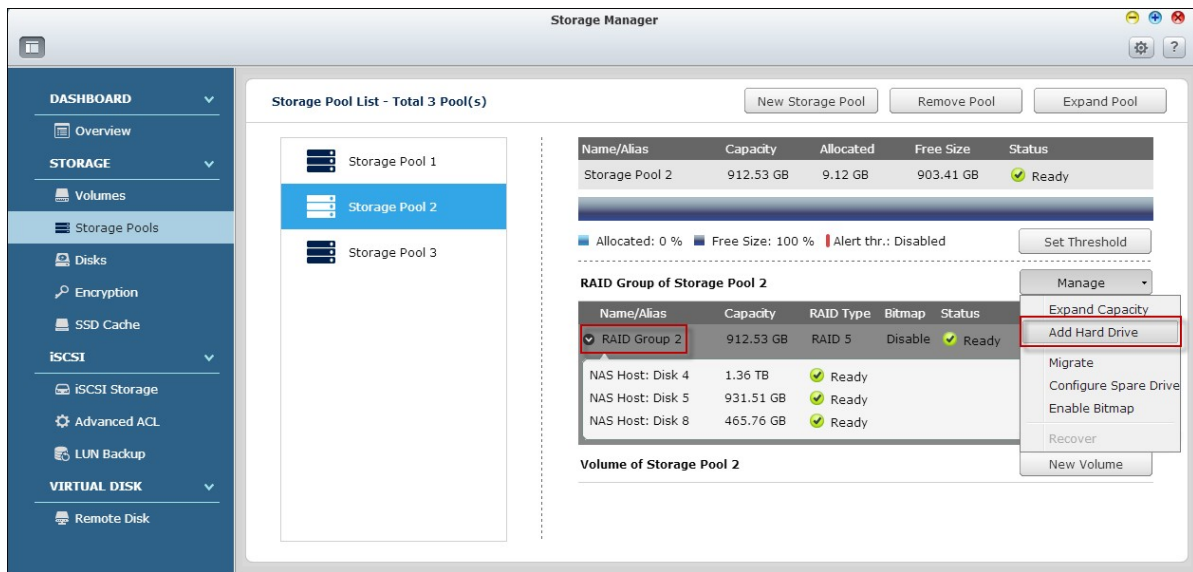 Storage Manager
?
DASHBOARD
Overview
STORAGE
Volumes
Storage Pools
Disks
Encryption
SSD Cache
iSCSI
iSCSI Storage
Advanced ACL
LUN Backup
VIRTUAL DISK
Remote Disk
Storage Pool List - Total 3 Pool(s)
New Storage Pool Remove Pool Expand Pool
Storage Pool 1
Storage Pool 2
Storage Pool 3
Name/Alias Capacity Allocated Free Size Status
Storage Pool 2 912.53 GB 9.12 GB 903.41 GB Ready
Allocated: 0 % Free Size: 100 % Alert thr.: Disabled Set Threshold
RAID Group of Storage Pool 2 Manage
Name/Alias Capacity RAID Type Bitmap Status
RAID Group 2 912.53 GB RAID 5 Disable Ready
NAS Host: Disk 4 1.36 TB Ready
NAS Host: Disk 5 931.51 GB Ready
NAS Host: Disk 8 465.76 GB Ready
Expand Capacity
Add Hard Drive
Migrate
Configure Spare Drive
Enable Bitmap
Recover
Volume of Storage Pool 2 New Volume